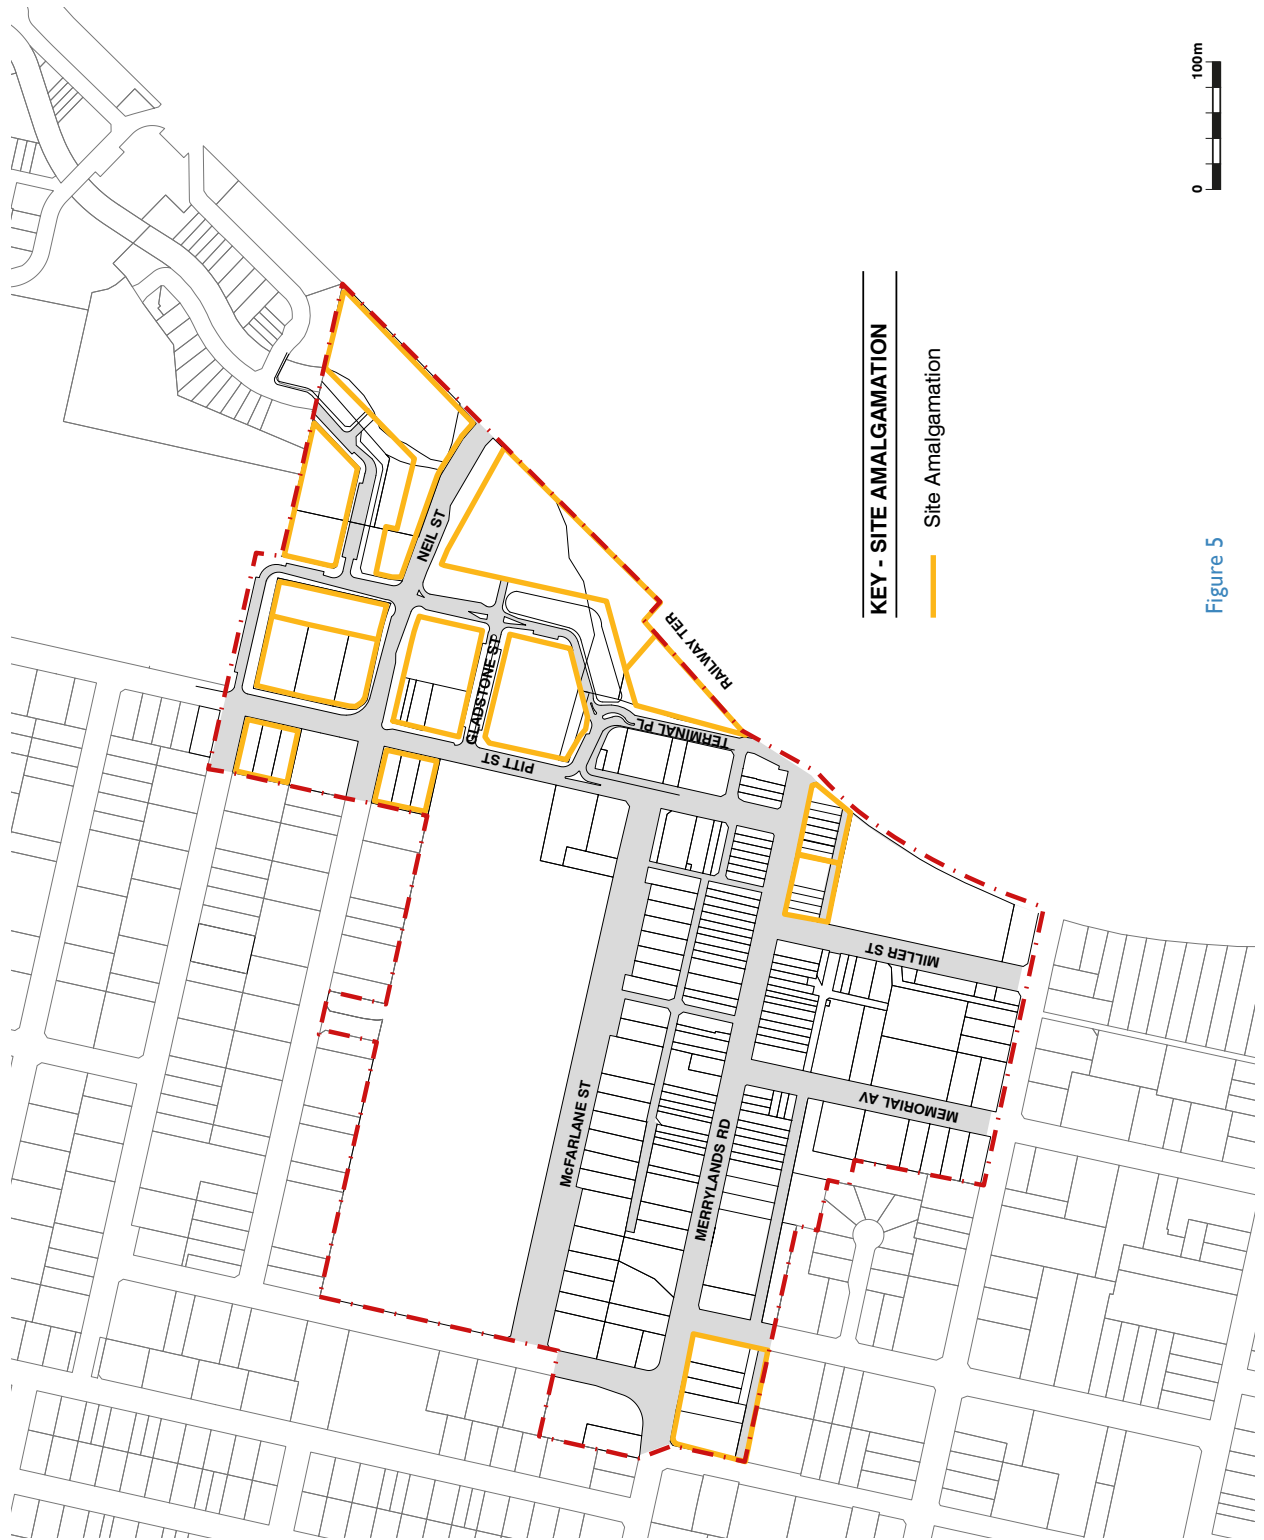 NEIL ST
GLADSTONE ST
PITT ST
TERMINAL PL
RAILWAY TER
McFARLANE ST
MERRYLANDS RD
MILLER ST
MEMORIAL AV
KEY - SITE AMALGAMATION
Site Amalgamation
0
100m
Figure 5